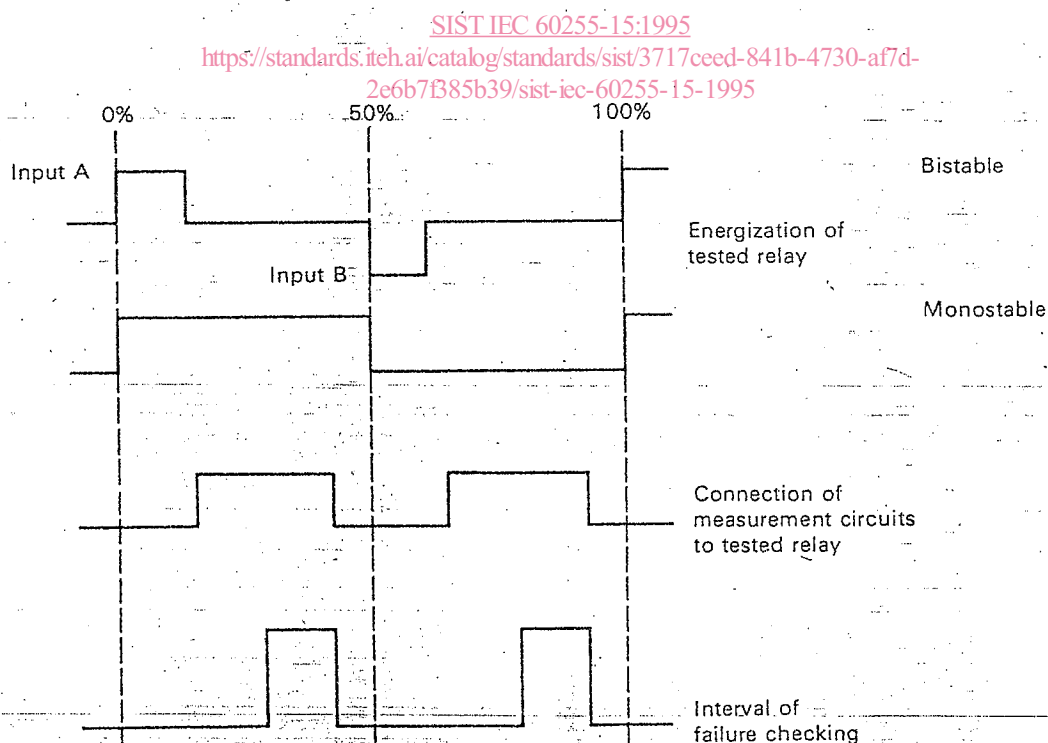 SIST IEC 60255-15:1995
https://standards.iteh.ai/catalog/standards/sist/3717ceed-841b-4730-af7d-
2e6b7f385b39/sist-iec-60255-15-1995
0%
50%
100%
Input A
Bistable
Energization of
tested relay
Input B
Monostable
Connection of
measurement circuits
to tested relay
Interval of
failure checking